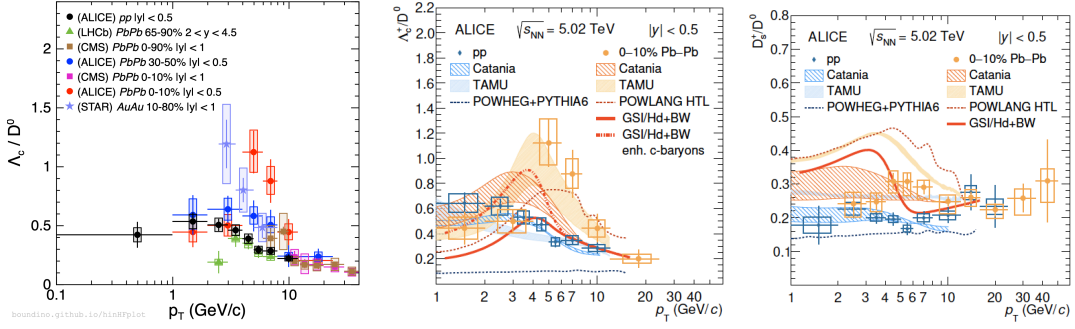 (ALICE) pp |y| < 0.5
(LHCb) PbPb 65-90% 2 < y < 4.5
(CMS) PbPb 0-90% |y| < 1
(ALICE) PbPb 30-50% |y| < 0.5
(CMS) PbPb 0-10% |y| < 1
(ALICE) PbPb 0-10% |y| < 0.5
(STAR) AuAu 10-80% |y| < 1
Λc / D⁰
2
1.5
1
0.5
0
0.1
1
10
pT (GeV/c)
boundino.github.io/hinHFplot
Λc⁺/D⁰
ALICE
√sNN = 5.02 TeV
|y| < 0.5
pp
0–10% Pb–Pb
Catania
Catania
TAMU
TAMU
POWHEG+PYTHIA6
POWLANG HTL
GSI/Hd+BW
GSI/Hd+BW
enh. c-baryons
2.0
1.8
1.6
1.4
1.2
1.0
0.8
0.6
0.4
0.2
1
2
3
4
5
6
7
10
20
30
40
pT (GeV/c)
Ds⁺/D⁰
ALICE
√sNN = 5.02 TeV
|y| < 0.5
pp
0–10% Pb–Pb
Catania
Catania
TAMU
TAMU
POWHEG+PYTHIA6
POWLANG HTL
GSI/Hd+BW
0.8
0.7
0.6
0.5
0.4
0.3
0.2
0.1
0
1
2
3
4
5
6
7
10
20
30
40
pT (GeV/c)